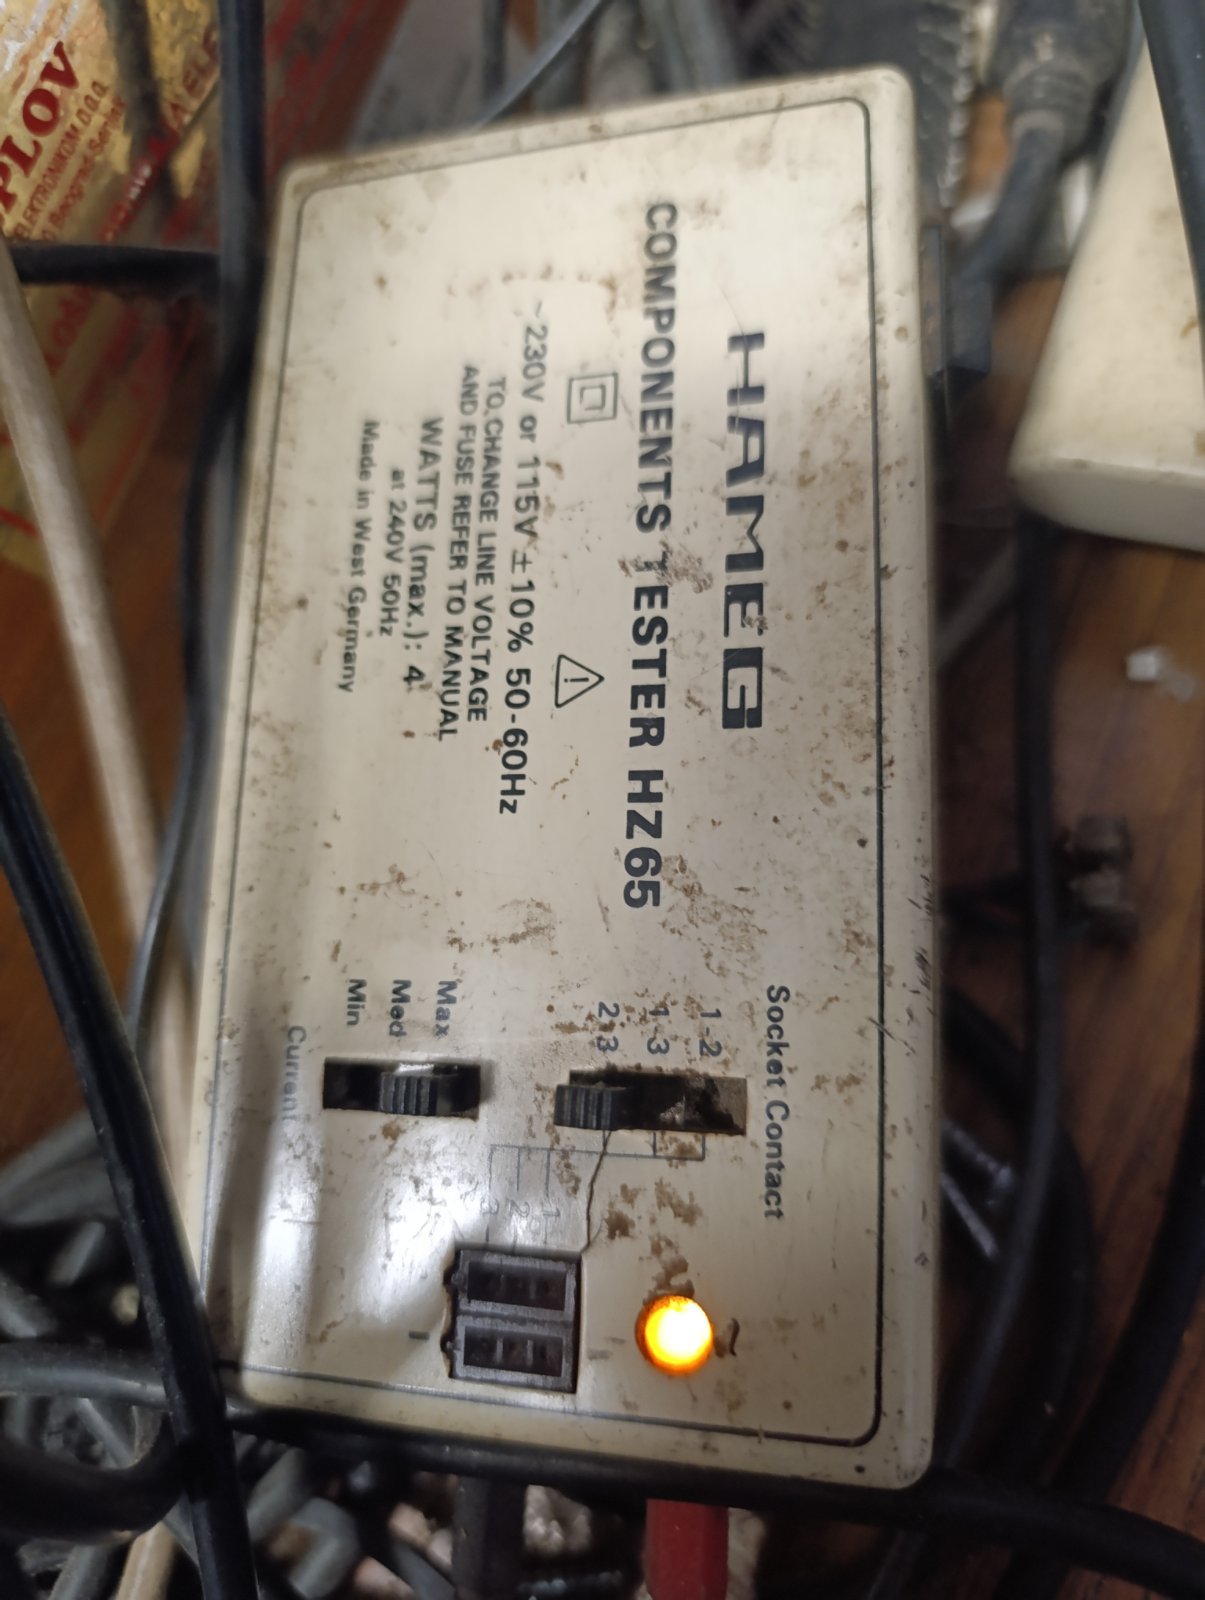 HAMEG
COMPONENTS TESTER HZ65
~230V or 115V ±10% 50-60Hz
TO CHANGE LINE VOLTAGE
AND FUSE REFER TO MANUAL
WATTS (max.): 4
at 240V 50Hz
Made in West Germany
Socket Contact
1-2
1-3
2-3
Max
Med
Min
Current
1
2
3
PLOV
ELEKTRONIKOM D.O.O.